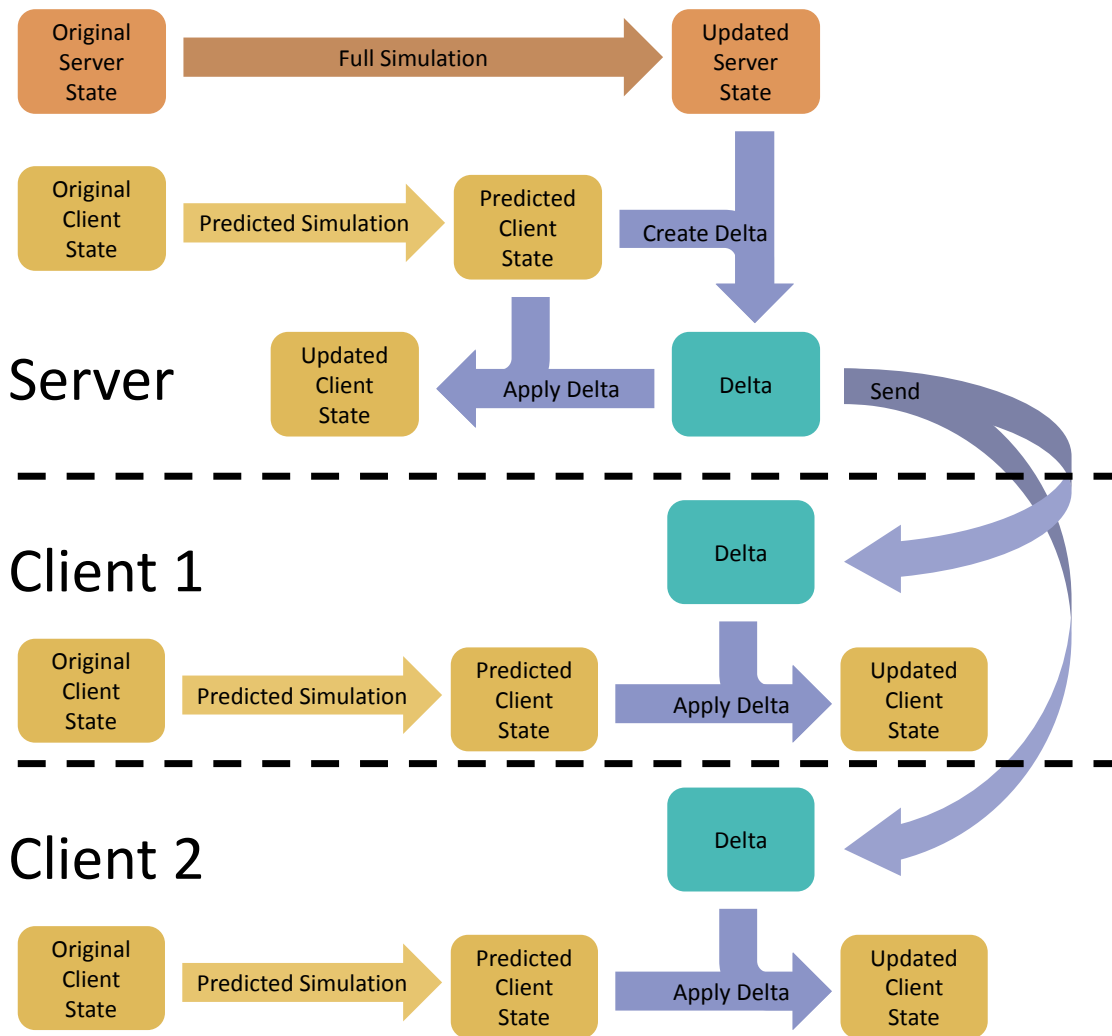 Original
Server
State
Full Simulation
Updated
Server
State
Original
Client
State
Predicted Simulation
Predicted
Client
State
Create Delta
Server
Updated
Client
State
Apply Delta
Delta
Send
Client 1
Delta
Original
Client
State
Predicted Simulation
Predicted
Client
State
Apply Delta
Updated
Client
State
Client 2
Delta
Original
Client
State
Predicted Simulation
Predicted
Client
State
Apply Delta
Updated
Client
State